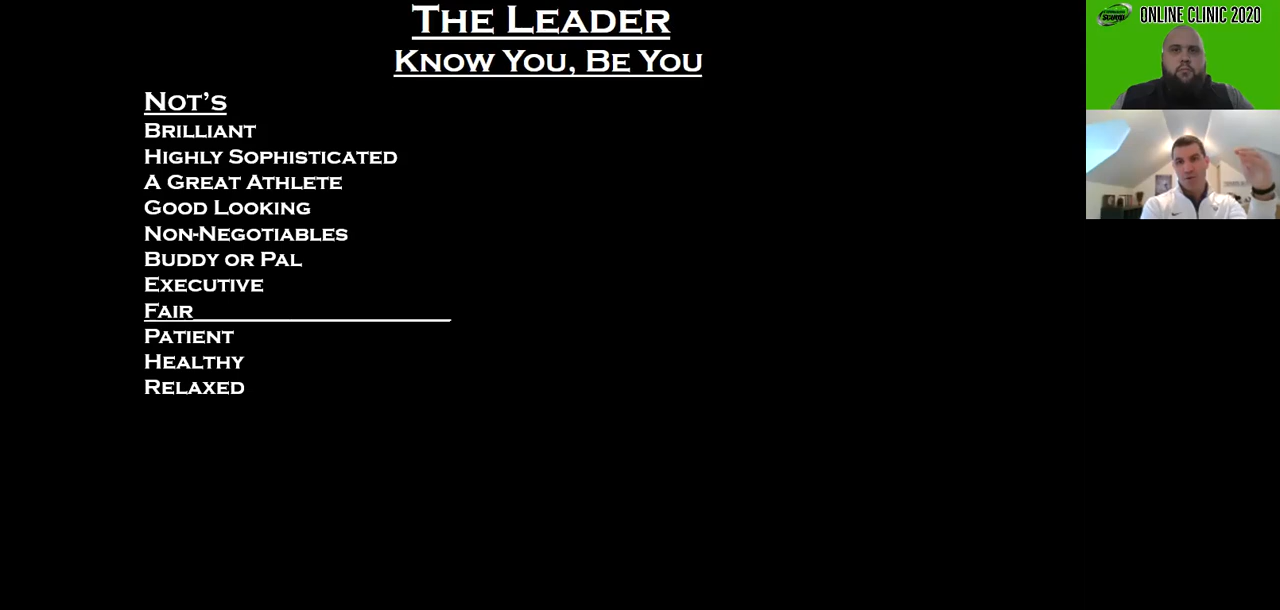 The Leader
Know You, Be You
Not's
Brilliant
Highly Sophisticated
A Great Athlete
Good Looking
Non-Negotiables
Buddy or Pal
Executive
Fair
Patient
Healthy
Relaxed
ONLINE CLINIC 2020